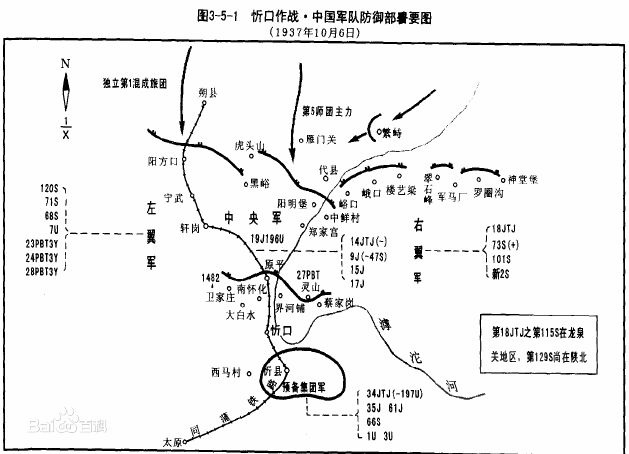 图3-5-1 忻口作战·中国军队防御部署要图
(1937年10月6日)
N
1
X
独立第1混成旅团
朔县
第5师团主力
雁门关
繁峙
虎头山
阳方口
代县
黑峪
峨口
楼艺梁
翠石峰
军马厂
罗圈沟
神堂堡
宁武
阳明堡
峪口
中鲜村
中央军
郑家宫
轩岗
19J196U
120S
71S
68S
7U
23PBT3Y
24PBT3Y
28PBT3Y
左翼军
14JTJ(-)
9J(-47S)
15J
17J
右翼军
18JTJ
73S(+)
101S
新2S
原平
1482
27PBT
卫家庄
南怀化
灵山
界河铺
蔡家岗
大白水
忻口
滹沱河
第18JTJ之第115S在龙泉
关地区，第129S尚在陕北
西马村
忻县
预备集团军
同蒲铁路
太原
34JTJ(-197U)
35J 61J
66S
1U 3U
Bai百科